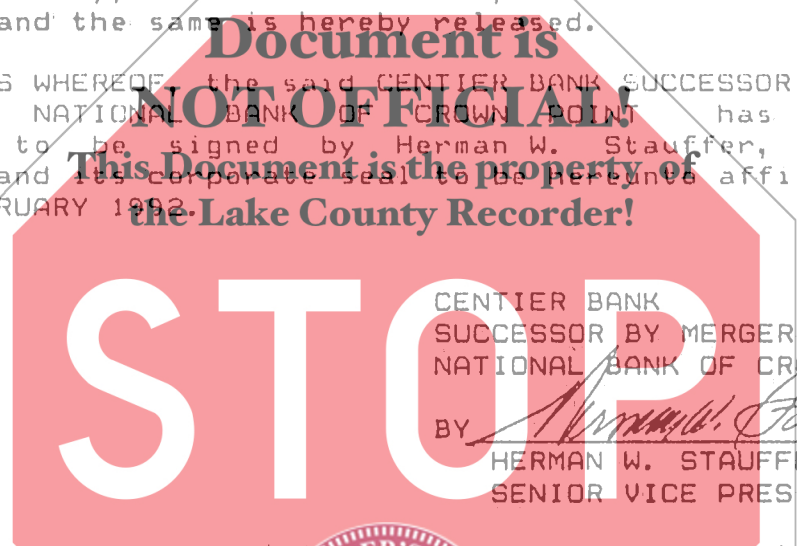 and the same is hereby released.
Document is
S WHEREOF, the said CENTIER BANK SUCCESSOR
NOT OFFICIAL!
NATIONAL BANK OF CROWN POINT has
to be signed by Herman W. Stauffer,
This Document is the property of
and its corporate seal to be hereunto affi
RUARY 1992.
the Lake County Recorder!
STOP
CENTIER BANK
SUCCESSOR BY MERGER
NATIONAL BANK OF CR
BY
HERMAN W. STAUFF
SENIOR VICE PRES